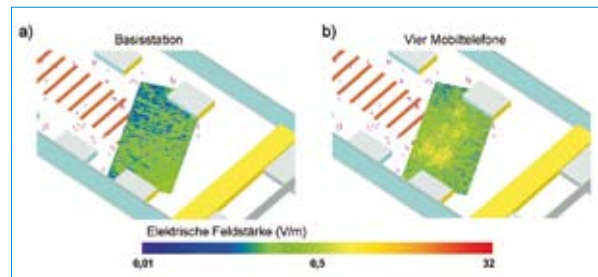 a)
Basisstation
b)
Vier Mobiltelefone
Elektrische Feldstärke (V/m)
0,01
0,5
32